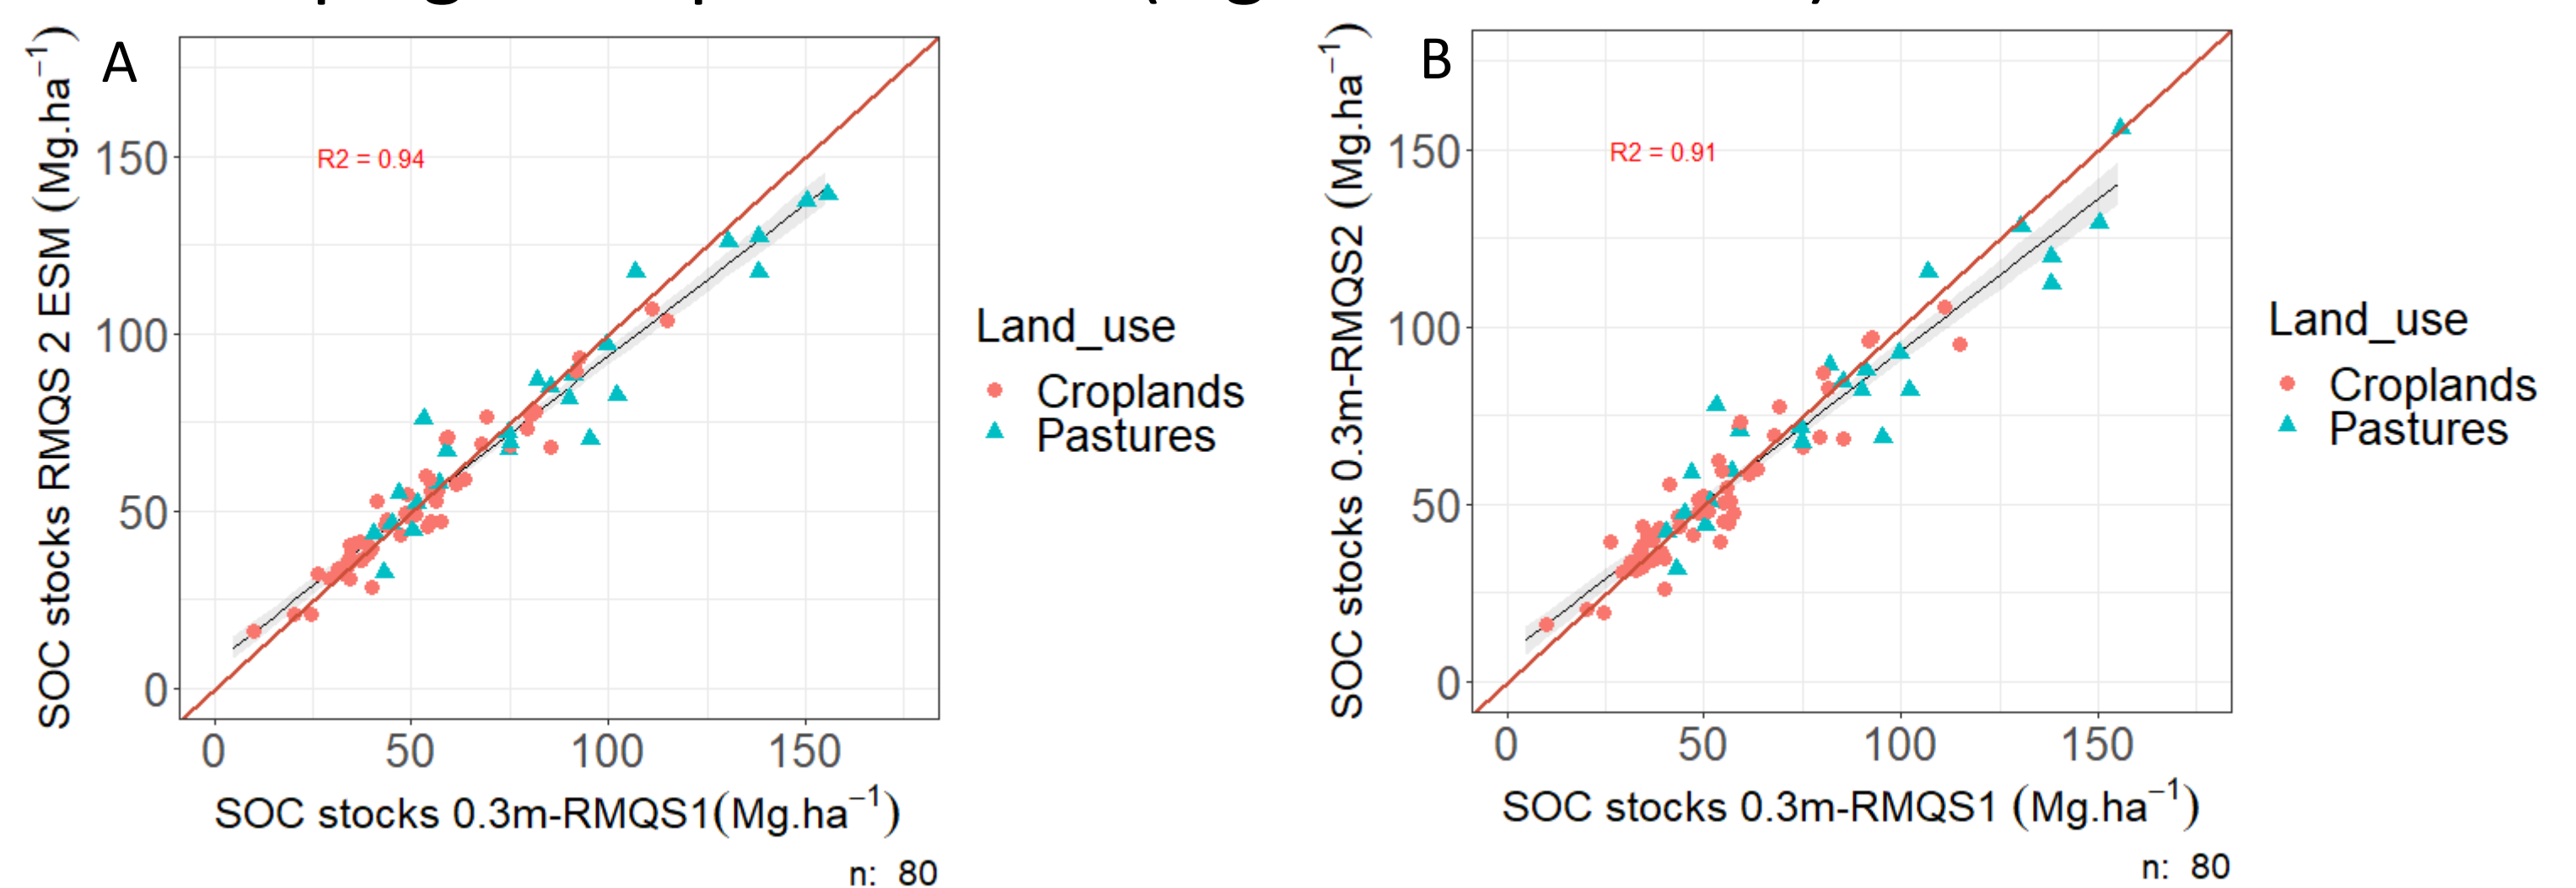 A
SOC stocks RMQS 2 ESM (Mg.ha⁻¹)
150
100
50
0
R2 = 0.94
0 50 100 150
SOC stocks 0.3m-RMQS1(Mg.ha⁻¹)
n: 80
Land_use
Croplands
Pastures
B
SOC stocks 0.3m-RMQS2 (Mg.ha⁻¹)
150
100
50
0
R2 = 0.91
0 50 100 150
SOC stocks 0.3m-RMQS1 (Mg.ha⁻¹)
n: 80
Land_use
Croplands
Pastures